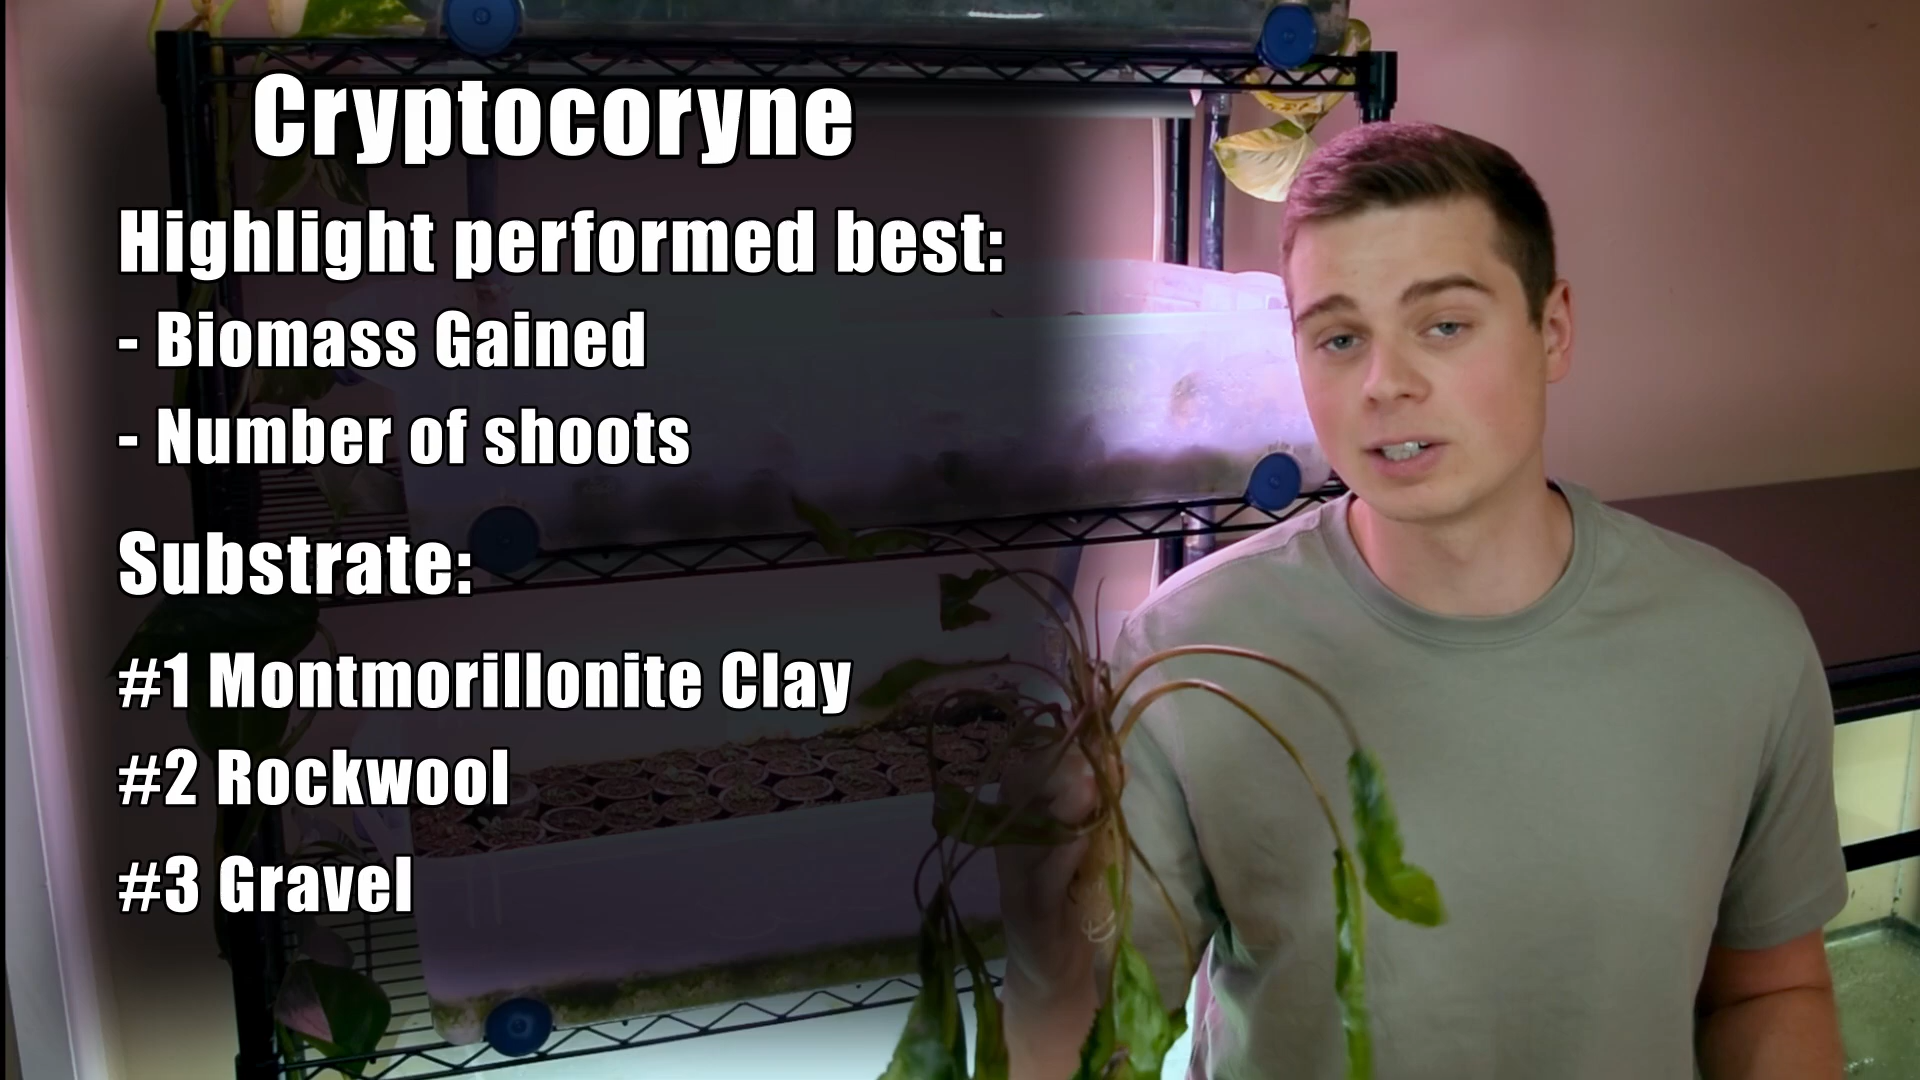 Cryptocoryne
Highlight performed best:
- Biomass Gained
- Number of shoots
Substrate:
#1 Montmorillonite Clay
#2 Rockwool
#3 Gravel